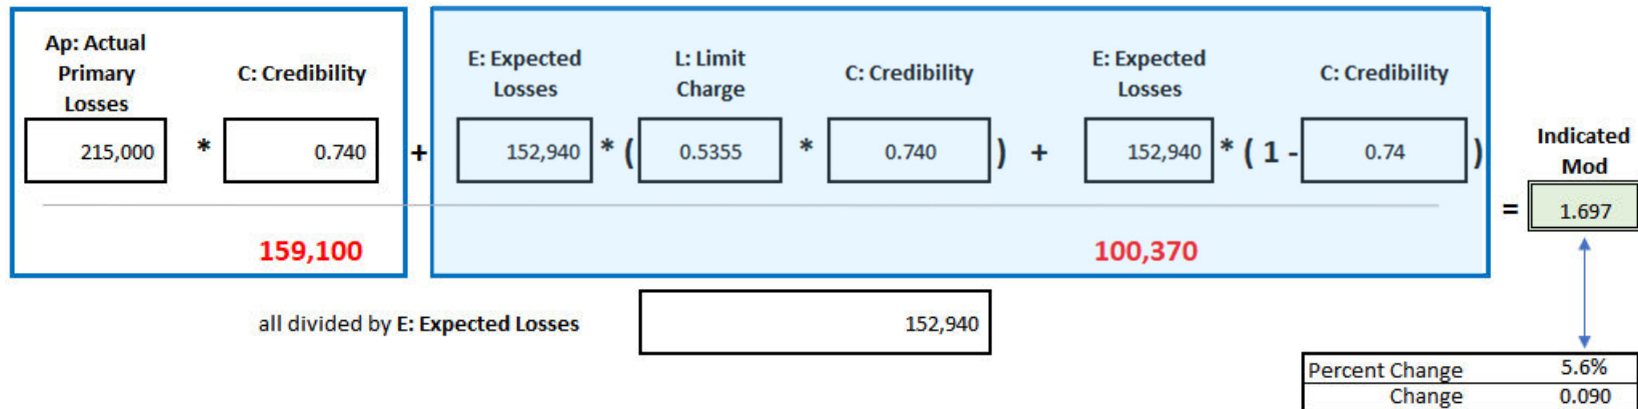 Ap: Actual
Primary
Losses
C: Credibility
E: Expected
Losses
L: Limit
Charge
C: Credibility
E: Expected
Losses
C: Credibility
215,000 * 0.740 + 152,940 * ( 0.5355 * 0.740 ) + 152,940 * ( 1 - 0.74 )
Indicated
Mod
= 1.697
159,100
100,370
all divided by E: Expected Losses 152,940
Percent Change 5.6%
Change 0.090